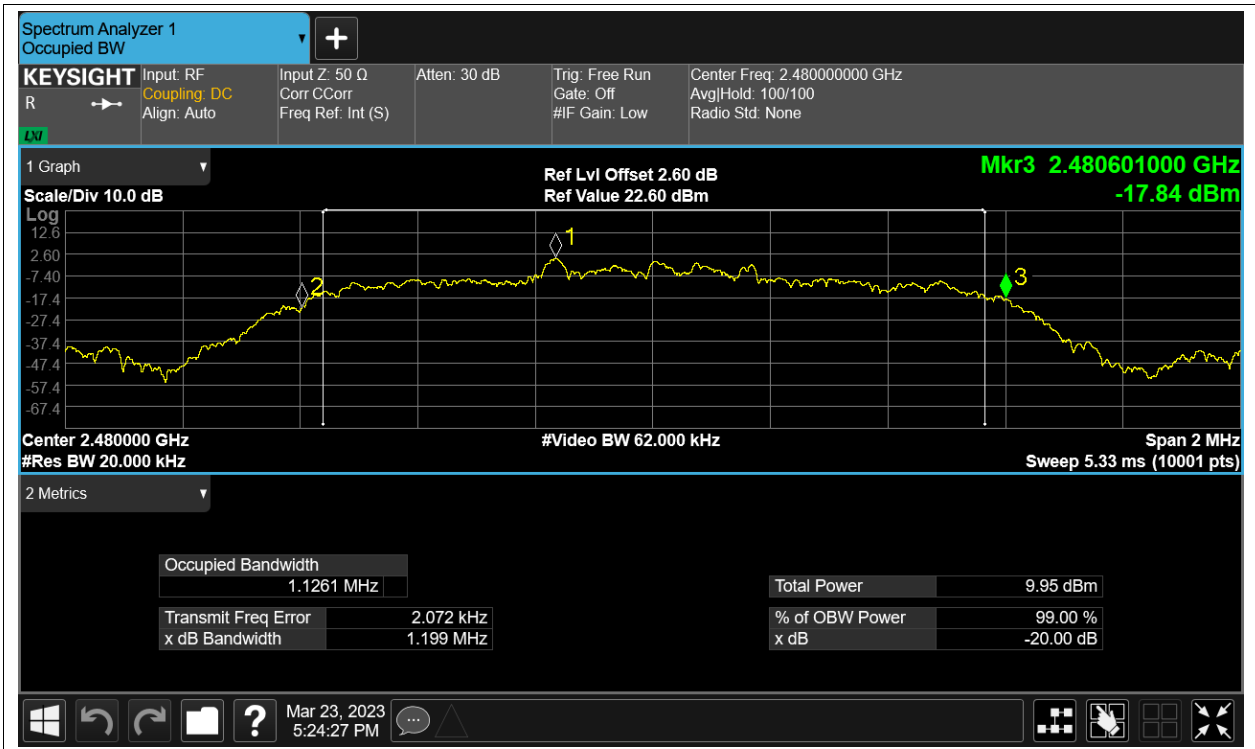 Spectrum Analyzer 1
Occupied BW
KEYSIGHT
R
LXI
Input: RF
Coupling: DC
Align: Auto
Input Z: 50 Ω
Corr CCorr
Freq Ref: Int (S)
Atten: 30 dB
Trig: Free Run
Gate: Off
#IF Gain: Low
Center Freq: 2.480000000 GHz
Avg|Hold: 100/100
Radio Std: None
1 Graph
Scale/Div 10.0 dB
Ref Lvl Offset 2.60 dB
Ref Value 22.60 dBm
Mkr3 2.480601000 GHz
-17.84 dBm
Log
12.6
2.60
-7.40
-17.4
-27.4
-37.4
-47.4
-57.4
-67.4
1
2
3
Center 2.480000 GHz
#Res BW 20.000 kHz
#Video BW 62.000 kHz
Span 2 MHz
Sweep 5.33 ms (10001 pts)
2 Metrics
Occupied Bandwidth
1.1261 MHz
Transmit Freq Error 2.072 kHz
x dB Bandwidth 1.199 MHz
Total Power 9.95 dBm
% of OBW Power 99.00 %
x dB -20.00 dB
?
Mar 23, 2023
5:24:27 PM